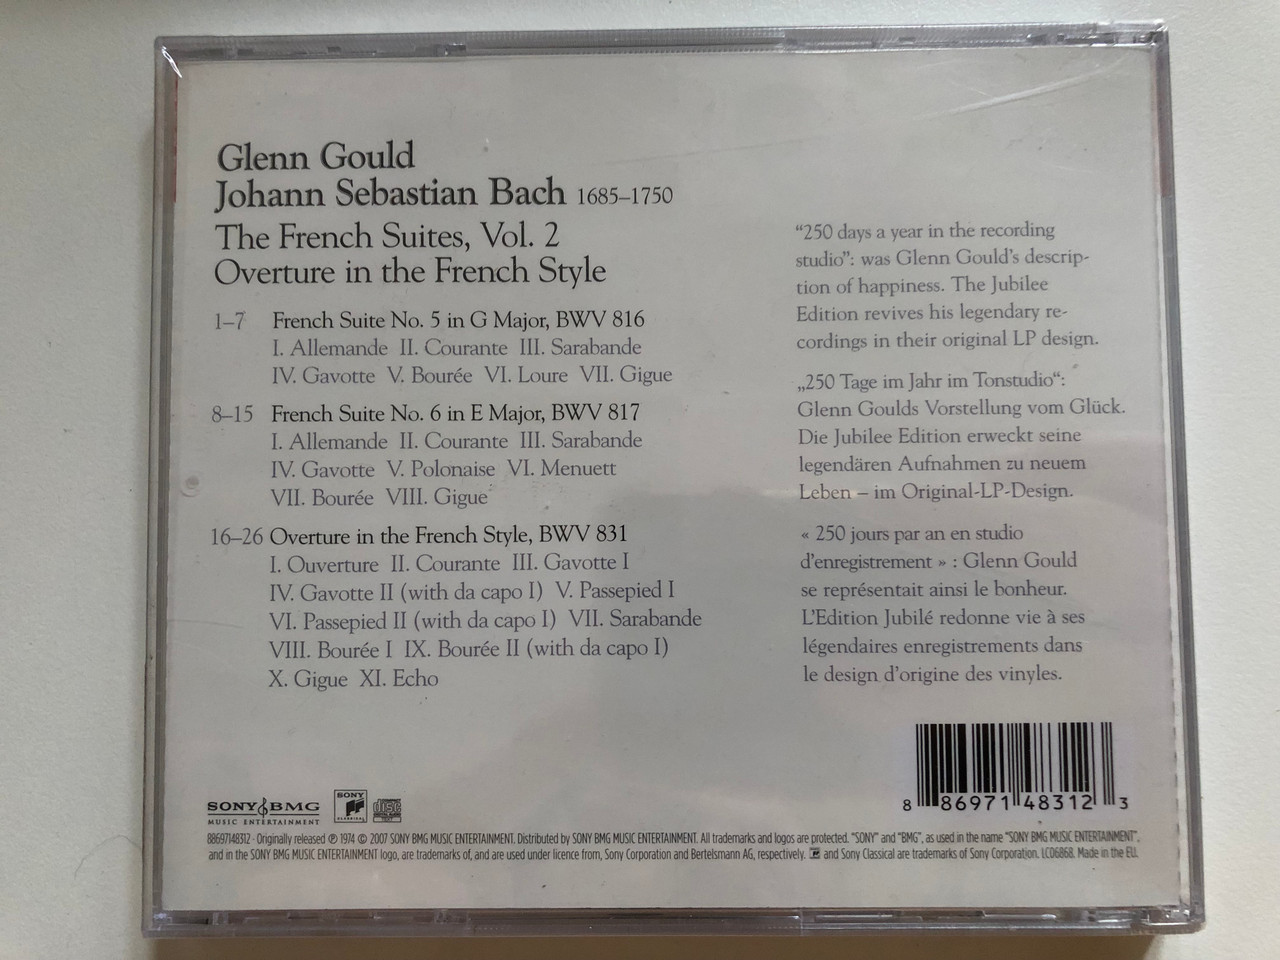 Glenn Gould
Johann Sebastian Bach 1685–1750
The French Suites, Vol. 2
Overture in the French Style
1–7 French Suite No. 5 in G Major, BWV 816
I. Allemande II. Courante III. Sarabande
IV. Gavotte V. Bourée VI. Loure VII. Gigue
8–15 French Suite No. 6 in E Major, BWV 817
I. Allemande II. Courante III. Sarabande
IV. Gavotte V. Polonaise VI. Menuett
VII. Bourée VIII. Gigue
16–26 Overture in the French Style, BWV 831
I. Ouverture II. Courante III. Gavotte I
IV. Gavotte II (with da capo I) V. Passepied I
VI. Passepied II (with da capo I) VII. Sarabande
VIII. Bourée I IX. Bourée II (with da capo I)
X. Gigue XI. Echo
“250 days a year in the recording
studio”: was Glenn Gould’s descrip-
tion of happiness. The Jubilee
Edition revives his legendary re-
cordings in their original LP design.
„250 Tage im Jahr im Tonstudio“:
Glenn Goulds Vorstellung vom Glück.
Die Jubilee Edition erweckt seine
legendären Aufnahmen zu neuem
Leben – im Original-LP-Design.
« 250 jours par an en studio
d’enregistrement » : Glenn Gould
se représentait ainsi le bonheur.
L’Edition Jubilé redonne vie à ses
légendaires enregistrements dans
le design d’origine des vinyles.
8 86971 48312 3
SONY BMG
MUSIC ENTERTAINMENT
SONY
CLASSICAL
disc
88697148312 · Originally released ℗ 1974 © 2007 SONY BMG MUSIC ENTERTAINMENT. Distributed by SONY BMG MUSIC ENTERTAINMENT. All trademarks and logos are protected. “SONY” and “BMG”, as used in the name “SONY BMG MUSIC ENTERTAINMENT”,
and in the SONY BMG MUSIC ENTERTAINMENT logo, are trademarks of, and are used under licence from, Sony Corporation and Bertelsmann AG, respectively. and Sony Classical are trademarks of Sony Corporation. LC06868. Made in the EU.